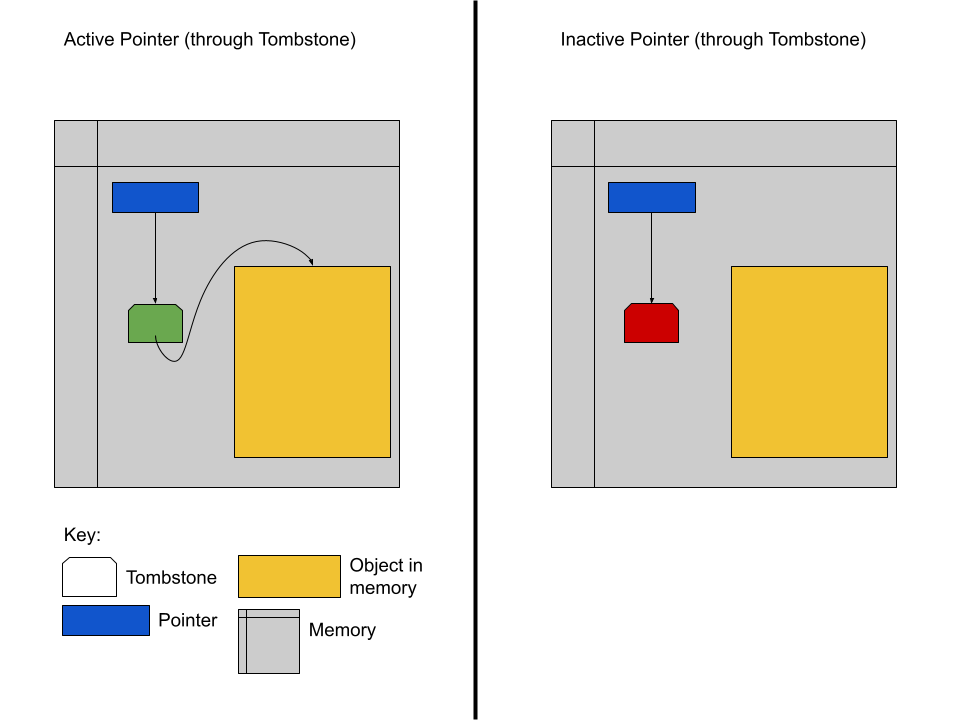 Active Pointer (through Tombstone)
Inactive Pointer (through Tombstone)
Key:
Tombstone
Object in
memory
Pointer
Memory